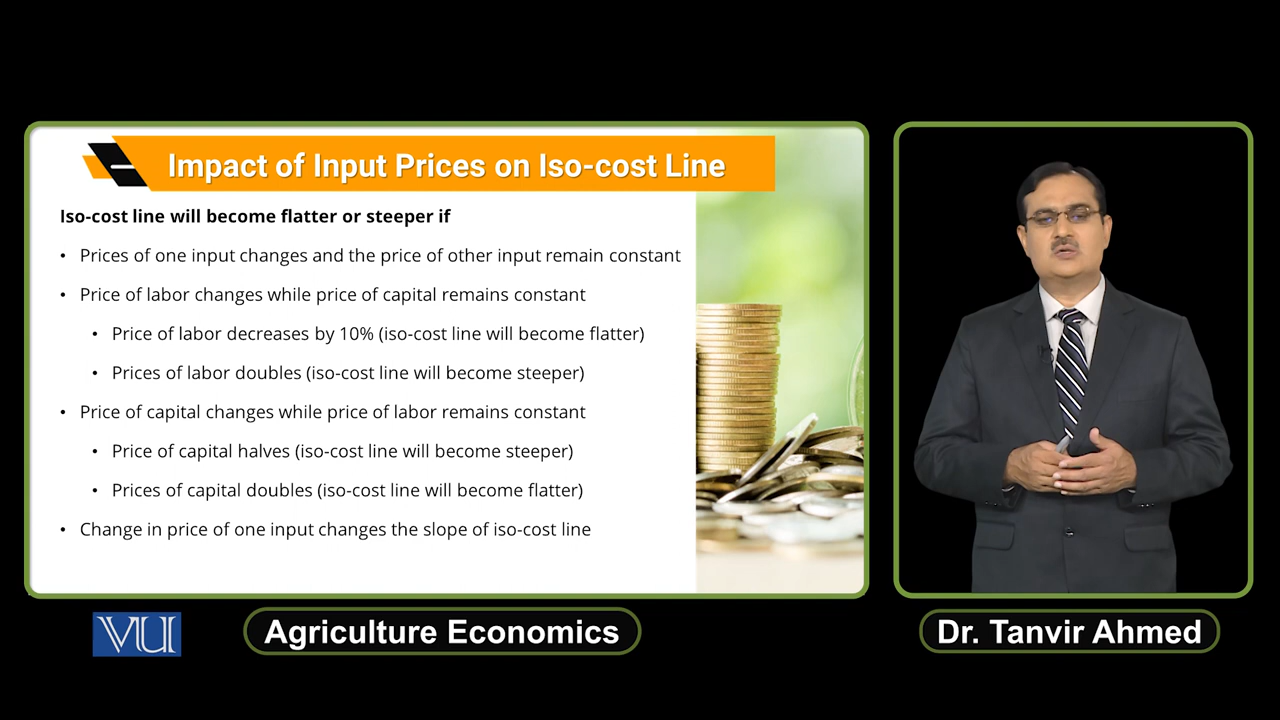 Impact of Input Prices on Iso-cost Line
Iso-cost line will become flatter or steeper if
• Prices of one input changes and the price of other input remain constant
• Price of labor changes while price of capital remains constant
• Price of labor decreases by 10% (iso-cost line will become flatter)
• Prices of labor doubles (iso-cost line will become steeper)
• Price of capital changes while price of labor remains constant
• Price of capital halves (iso-cost line will become steeper)
• Prices of capital doubles (iso-cost line will become flatter)
• Change in price of one input changes the slope of iso-cost line
VU
Agriculture Economics
Dr. Tanvir Ahmed